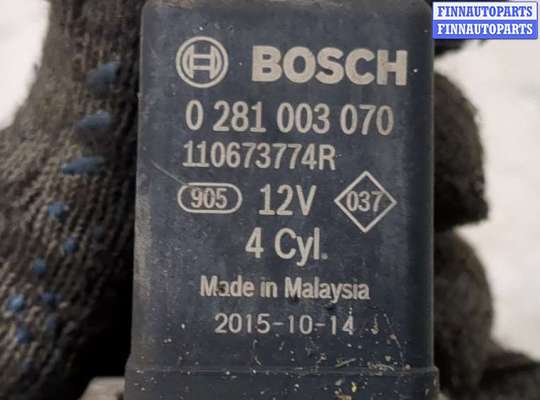 FINNAUTOPARTS
FINNAUTOPARTS
BOSCH
0 281 003 070
110673774R
905 12V 037
4 Cyl.
Made in Malaysia
2015-10-14